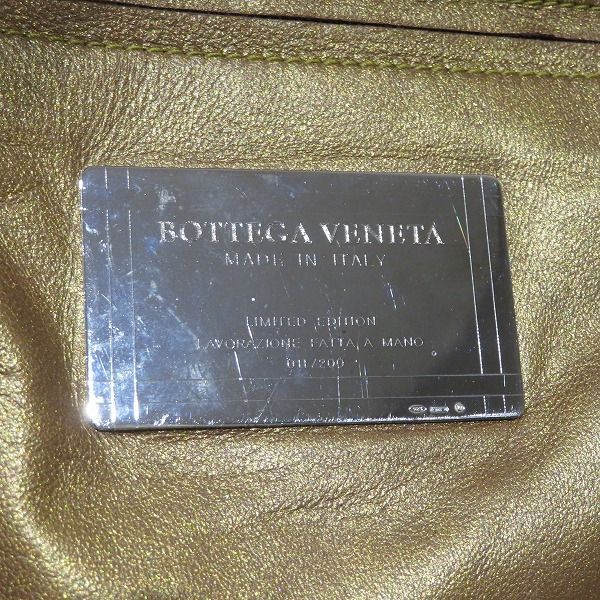 BOTTEGA VENETA
MADE IN ITALY
LIMITED EDITION
LAVORAZIONE FATTA A MANO
011/200